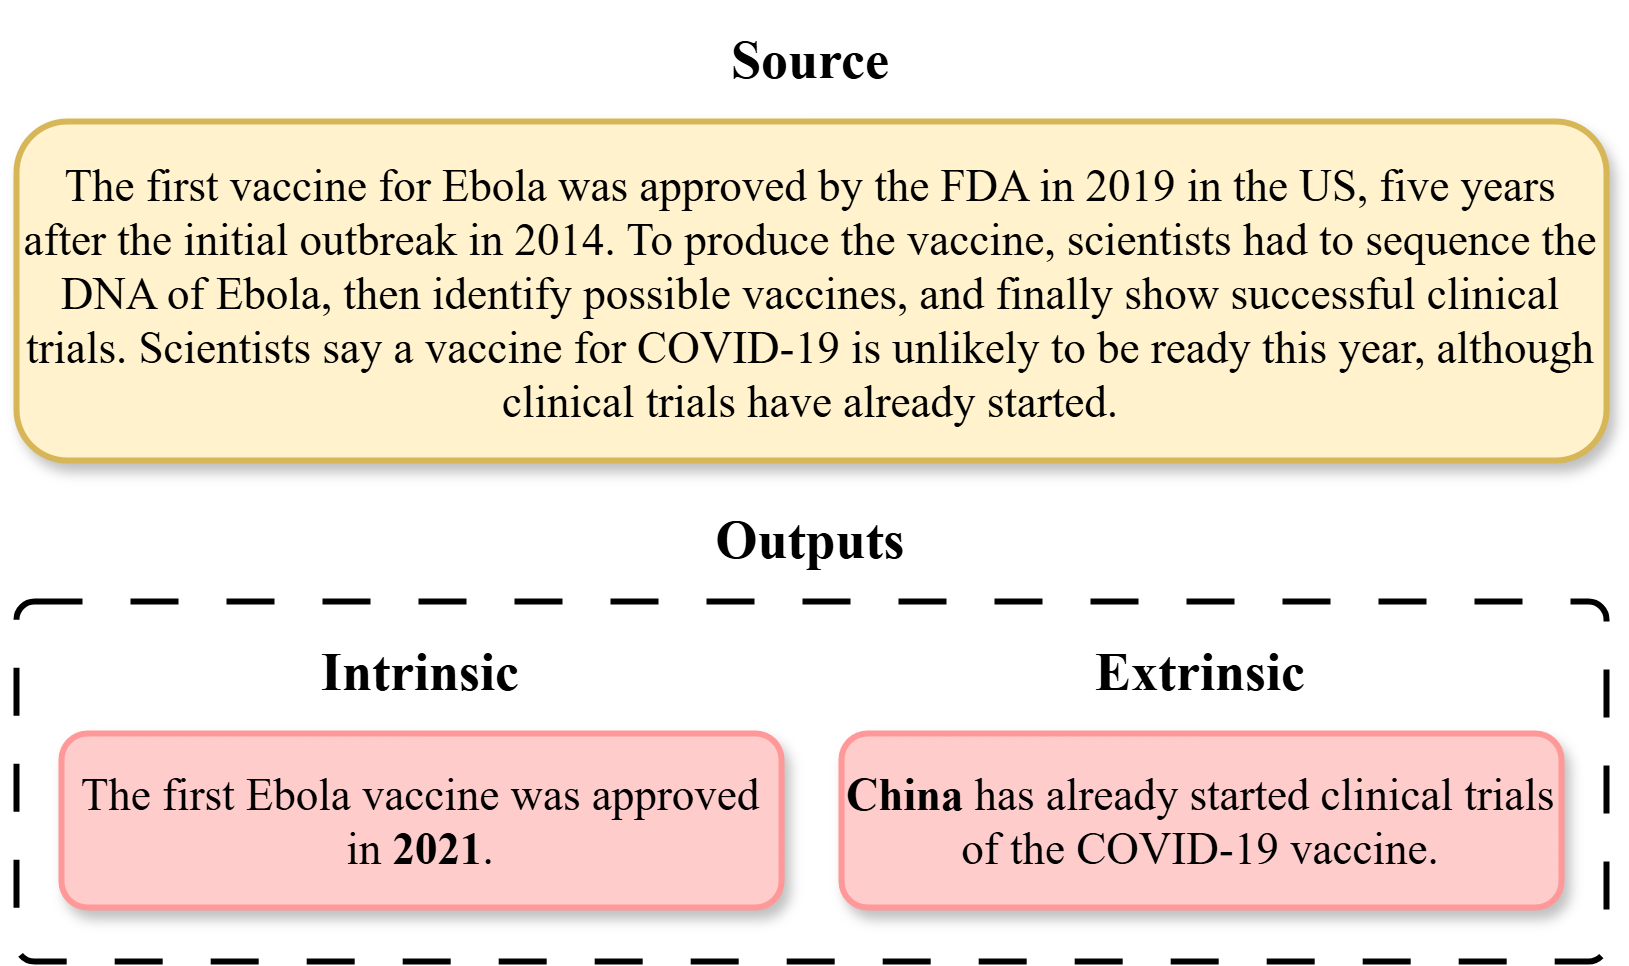 Source
The first vaccine for Ebola was approved by the FDA in 2019 in the US, five years
after the initial outbreak in 2014. To produce the vaccine, scientists had to sequence the
DNA of Ebola, then identify possible vaccines, and finally show successful clinical
trials. Scientists say a vaccine for COVID-19 is unlikely to be ready this year, although
clinical trials have already started.
Outputs
Intrinsic
The first Ebola vaccine was approved
in 2021.
Extrinsic
China has already started clinical trials
of the COVID-19 vaccine.